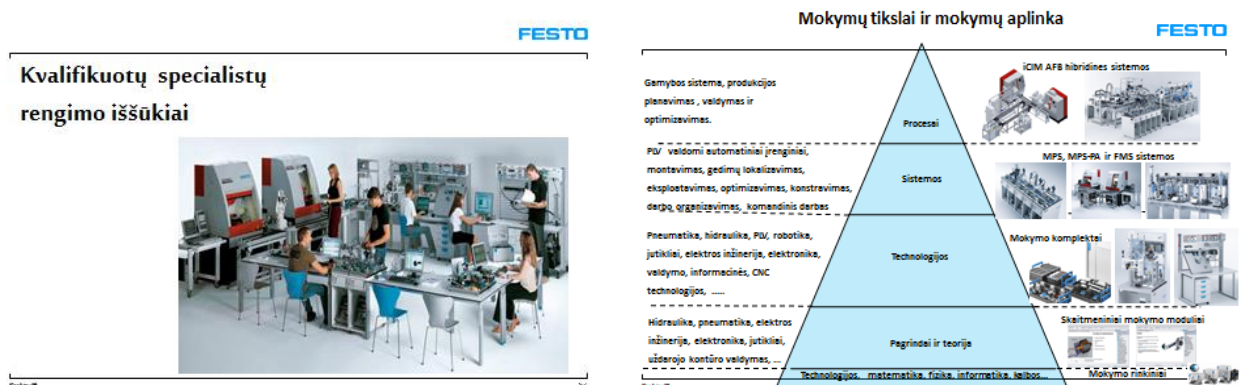 FESTO
Kvalifikuotų specialistų
rengimo iššūkiai
Mokymų tikslai ir mokymų aplinka
FESTO
iCIM AFB hibridines sistemos
Gamybos sistema, produkcijos
planavimas , valdymas ir
optimizavimas.
Procesai
PLV valdomi automatiniai įrenginiai,
montavimas, gedimų lokalizavimas,
eksploatavimas, optimizavimas, konstravimas,
darbo organizavimas, komandinis darbas
Sistemos
MPS, MPS-PA ir FMS sistemos
Pneumatika, hidraulika, PLV, robotika,
jutikliai, elektros inžinerija, elektronika,
valdymo, informacinės, CNC
technologijos, ......
Technologijos
Mokymo komplektai
Hidraulika, pneumatika, elektros
inžinerija, elektronika, jutikliai,
uždarojo kontūro valdymas, ...
Pagrindai ir teorija
Skaitmeniniai mokymo moduliai
Technologijos, matematika, fizika, informatika, kalbos...
Mokymo rinkiniai